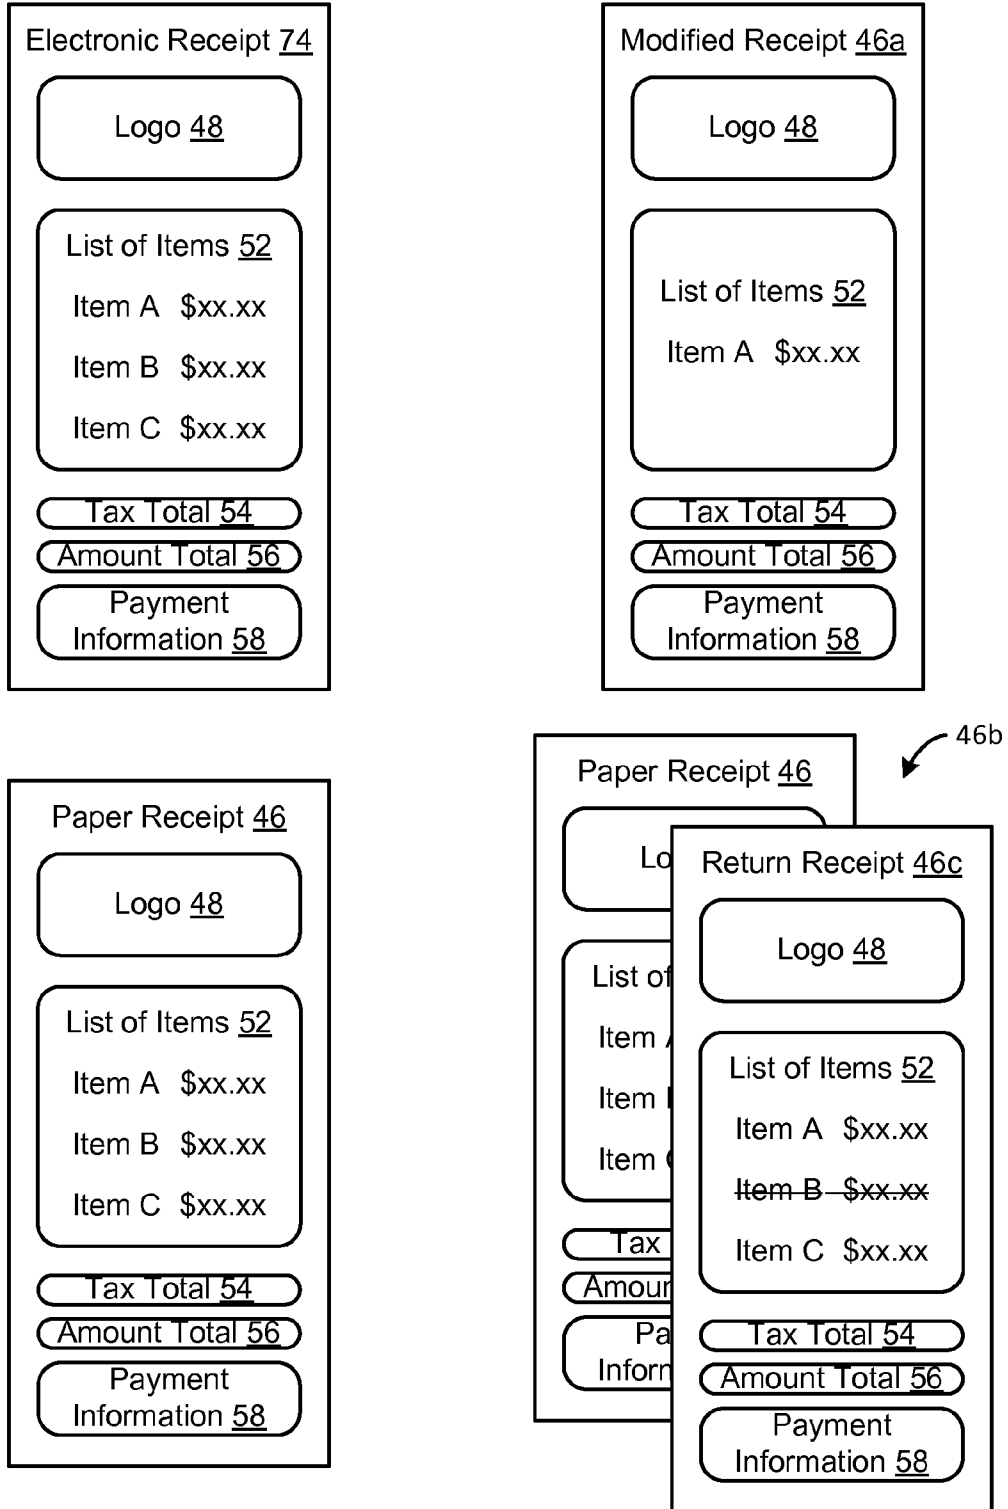 Electronic Receipt 74
Logo 48
List of Items 52
Item A $xx.xx
Item B $xx.xx
Item C $xx.xx
Tax Total 54
Amount Total 56
Payment
Information 58
Modified Receipt 46a
Logo 48
List of Items 52
Item A $xx.xx
Tax Total 54
Amount Total 56
Payment
Information 58
Paper Receipt 46
Logo 48
List of Items 52
Item A $xx.xx
Item B $xx.xx
Item C $xx.xx
Tax Total 54
Amount Total 56
Payment
Information 58
46b
Paper Receipt 46
Lo
List of
Item
Item
Item
Tax
Amoun
Pa
Inforn
Return Receipt 46c
Logo 48
List of Items 52
Item A $xx.xx
Item B $xx.xx
Item C $xx.xx
Tax Total 54
Amount Total 56
Payment
Information 58